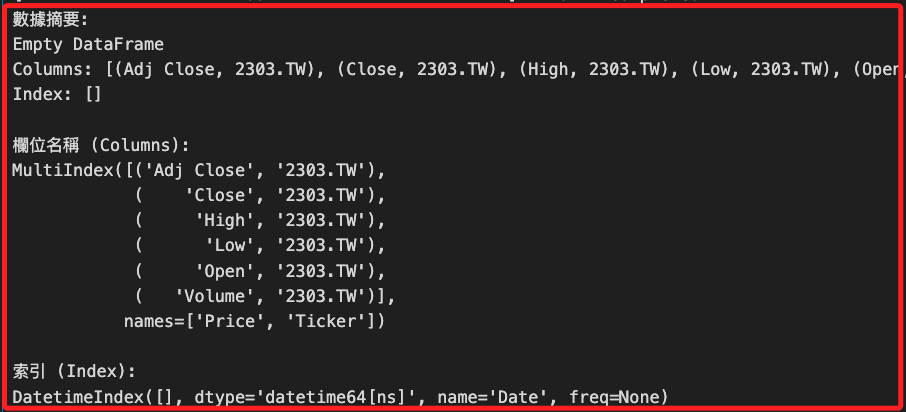 數據摘要:
Empty DataFrame
Columns: [(Adj Close, 2303.TW), (Close, 2303.TW), (High, 2303.TW), (Low, 2303.TW), (Open,
Index: []
欄位名稱 (Columns):
MultiIndex([('Adj Close', '2303.TW'),
(    'Close', '2303.TW'),
(     'High', '2303.TW'),
(      'Low', '2303.TW'),
(     'Open', '2303.TW'),
(   'Volume', '2303.TW')],
names=['Price', 'Ticker'])
索引 (Index):
DatetimeIndex([], dtype='datetime64[ns]', name='Date', freq=None)